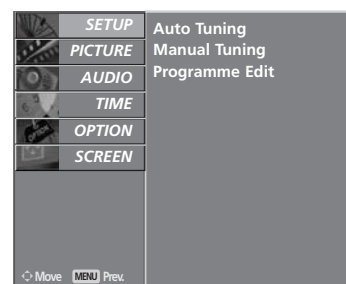 SETUP
PICTURE
AUDIO
TIME
OPTION
SCREEN
Auto Tuning
Manual Tuning
Programme Edit
Move MENU Prev.